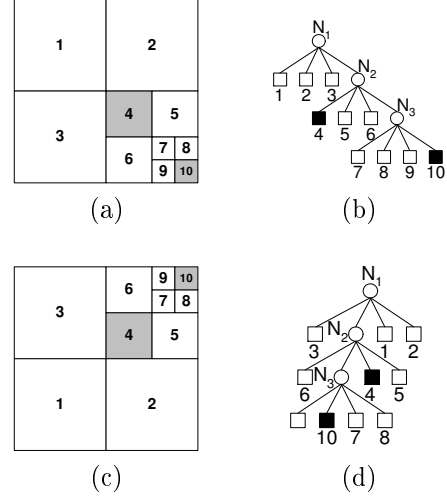 1 2
3 4 5
6 7 8
9 10
(a)
N1
1 2 3 N2
4 5 6 N3
7 8 9 10
(b)
3 6 9 10
7 8
4 5
1 2
(c)
N1
3 N2 1 2
6 N3 4 5
10 7 8
(d)